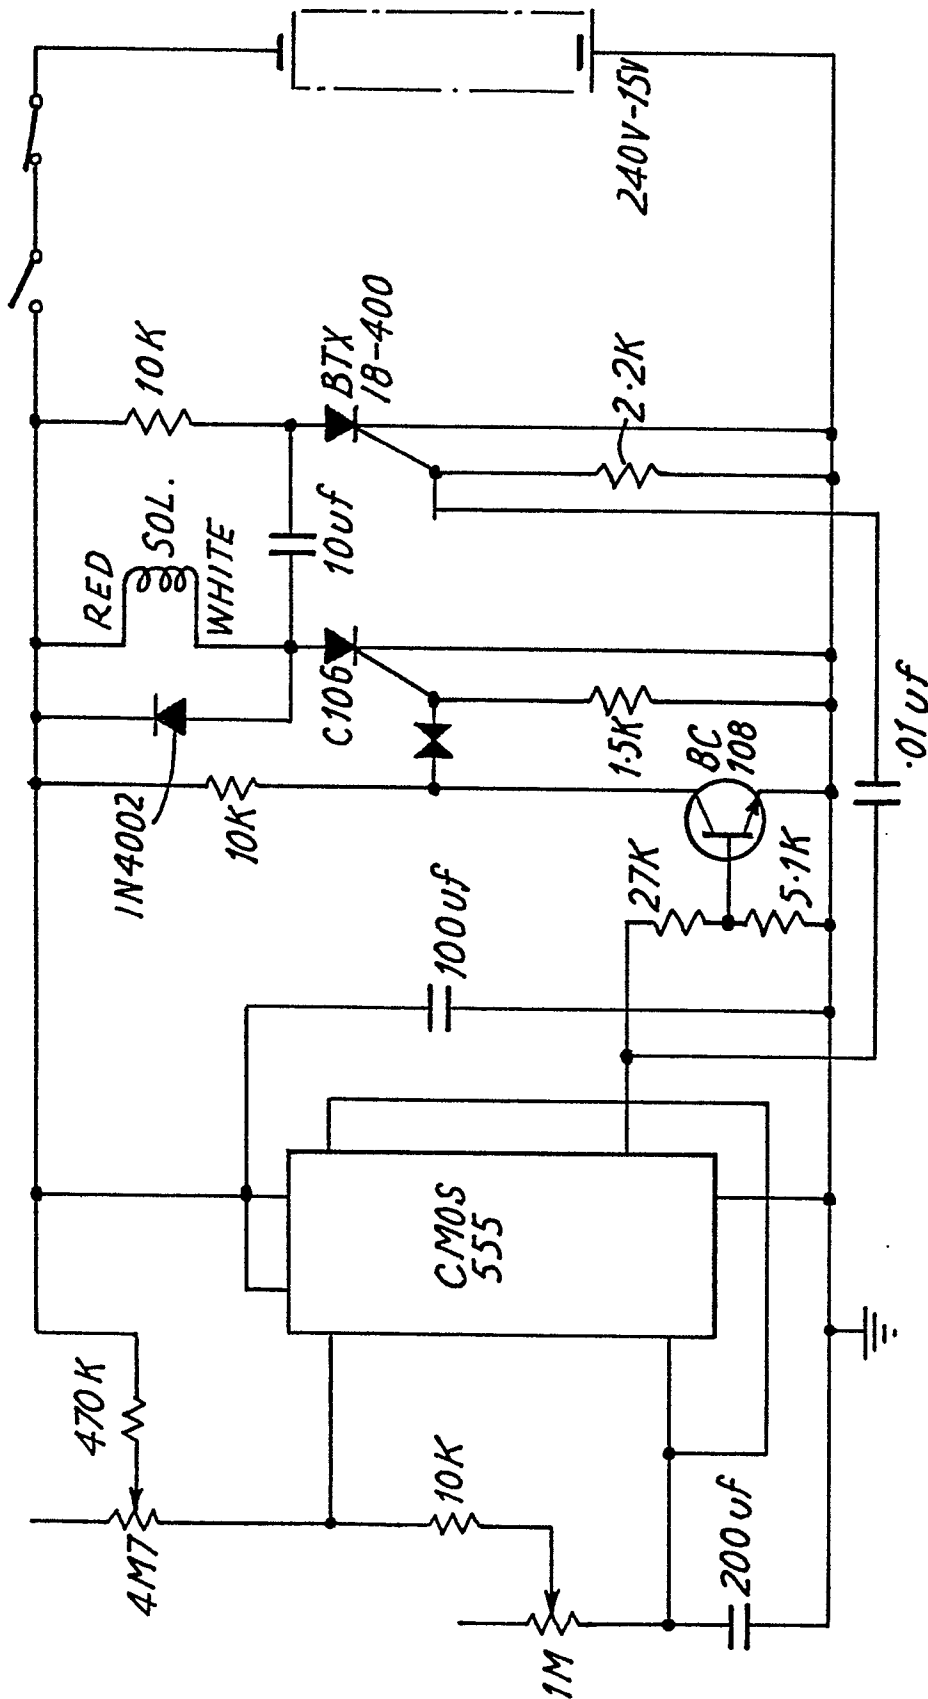 240V-15V
10K
BTX
18-400
2.2K
RED
SOL.
WHITE
10uf
C106
1.5K
BC
108
.01uf
IN4002
10K
27K
5.1K
100uf
CMOS
555
470K
4M7
10K
1M
200uf